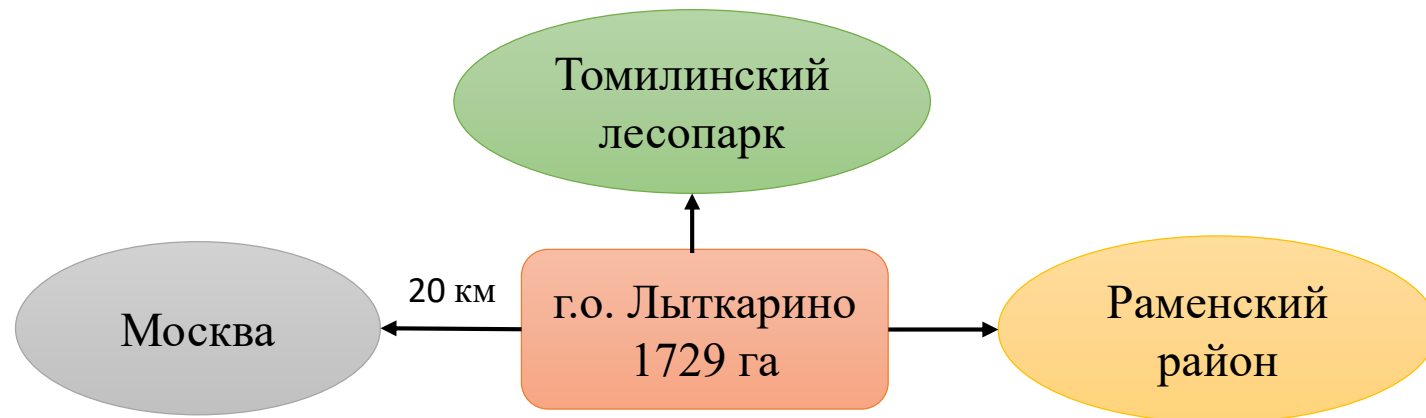 Томилинский
лесопарк
20 км
г.о. Лыткарино
1729 га
Москва
Раменский
район